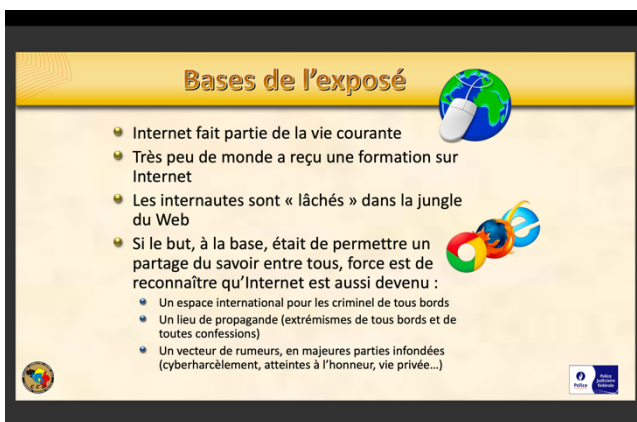 Bases de l'exposé
Internet fait partie de la vie courante
Très peu de monde a reçu une formation sur
Internet
Les internautes sont « lâchés » dans la jungle
du Web
Si le but, à la base, était de permettre un
partage du savoir entre tous, force est de
reconnaître qu'Internet est aussi devenu :
Un espace international pour les criminel de tous bords
Un lieu de propagande (extrémismes de tous bords et de
toutes confessions)
Un vecteur de rumeurs, en majeures parties infondées
(cyberharcèlement, atteintes à l'honneur, vie privée...)
Police
Police
judiciaire
fédérale